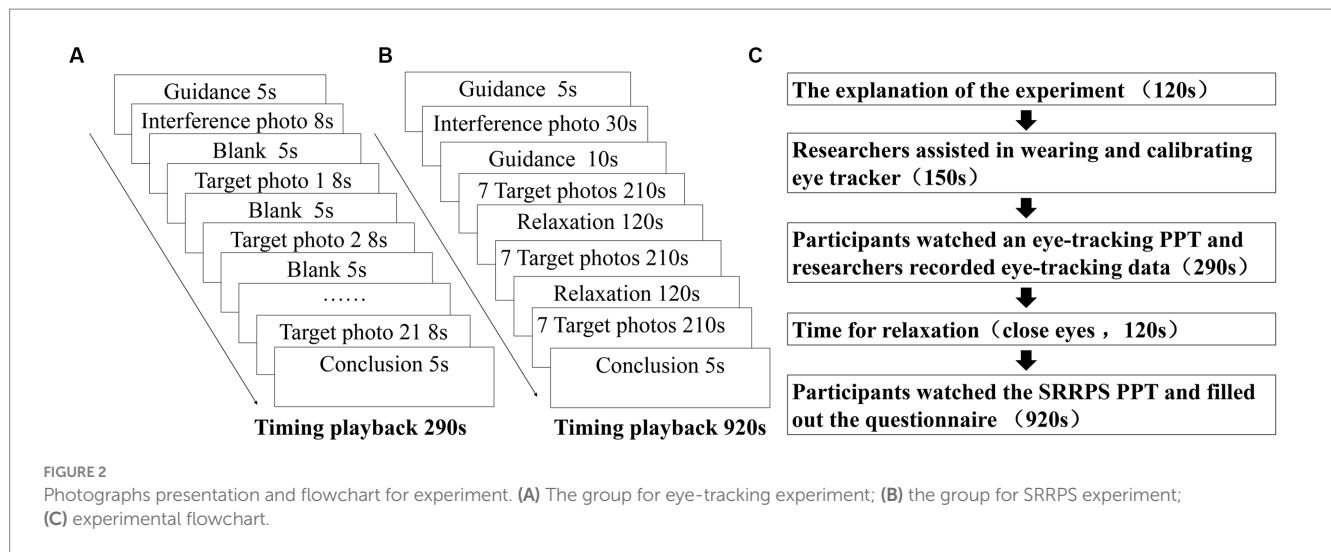 A
Guidance 5s
Interference photo 8s
Blank 5s
Target photo 1 8s
Blank 5s
Target photo 2 8s
Blank 5s
……
Target photo 21 8s
Conclusion 5s
Timing playback 290s
B
Guidance 5s
Interference photo 30s
Guidance 10s
7 Target photos 210s
Relaxation 120s
7 Target photos 210s
Relaxation 120s
7 Target photos 210s
Conclusion 5s
Timing playback 920s
C
The explanation of the experiment （120s）
Researchers assisted in wearing and calibrating
eye tracker（150s）
Participants watched an eye-tracking PPT and
researchers recorded eye-tracking data（290s）
Time for relaxation（close eyes ，120s）
Participants watched the SRRPS PPT and filled
out the questionnaire （920s）
FIGURE 2
Photographs presentation and flowchart for experiment. (A) The group for eye-tracking experiment; (B) the group for SRRPS experiment;
(C) experimental flowchart.